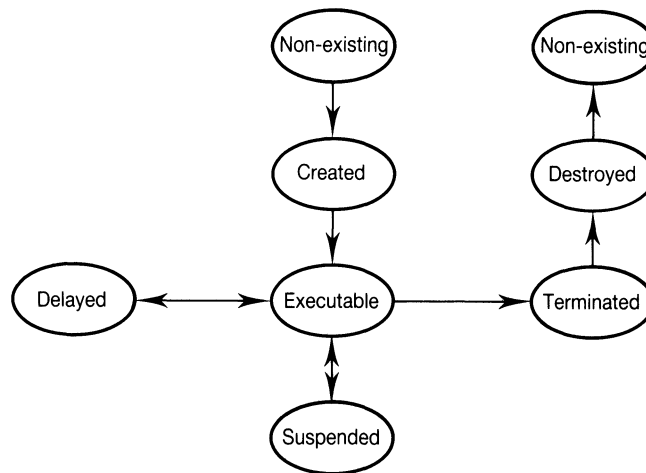 Non-existing
Non-existing
Created
Destroyed
Delayed
Executable
Terminated
Suspended